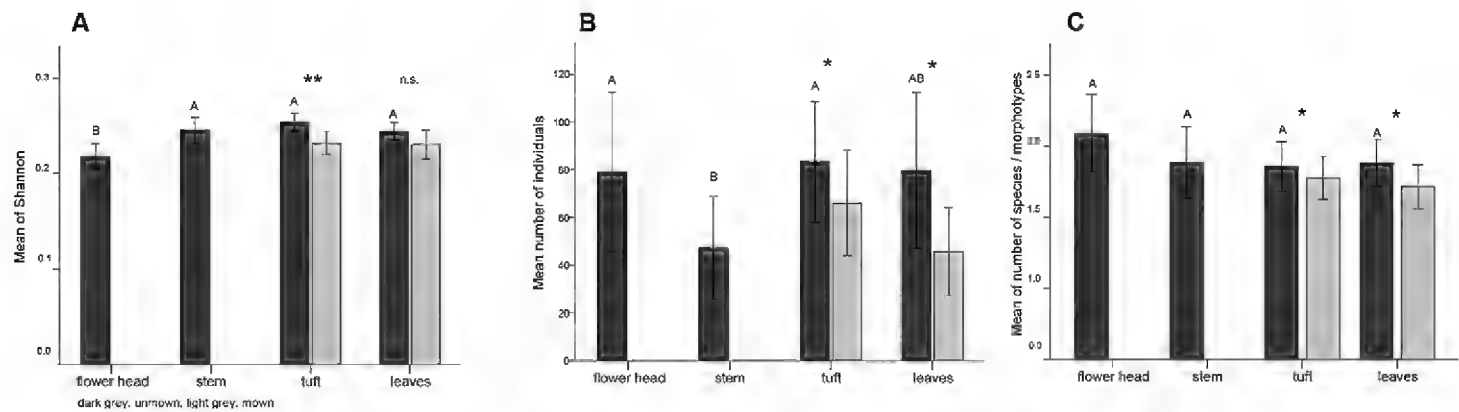 A
Mean of Shannon
0.3
0.2
0.1
0.0
B
A
A
**
A
n.s.
flower head stem tuft leaves
dark grey, unmown, light grey, mown
B
Mean number of individuals
120
100
80
60
40
20
0
A
B
A
*
AB
*
flower head stem tuft leaves
C
Mean of number of species / morphotypes
1.5
1.0
0.0
A
A
A
*
A
*
flower head stem tuft leaves